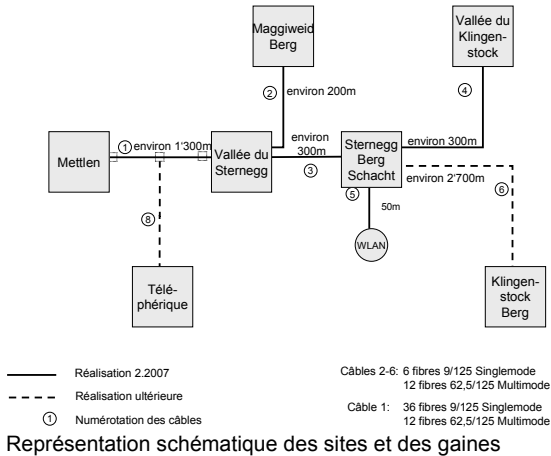 Maggiweid
Berg
Vallée du
Klingen-
stock
② environ 200m
④
① environ 1'300m
environ
300m
environ 300m
Mettlen
Vallée du
Sternegg
Sternegg
Berg
Schacht
③
environ 2'700m
⑤
⑥
50m
⑧
WLAN
Télé-
phérique
Klingen-
stock
Berg
Réalisation 2.2007
Réalisation ultérieure
① Numérotation des câbles
Câbles 2-6: 6 fibres 9/125 Singlemode
12 fibres 62,5/125 Multimode
Câble 1: 36 fibres 9/125 Singlemode
12 fibres 62,5/125 Multimode
Représentation schématique des sites et des gaines